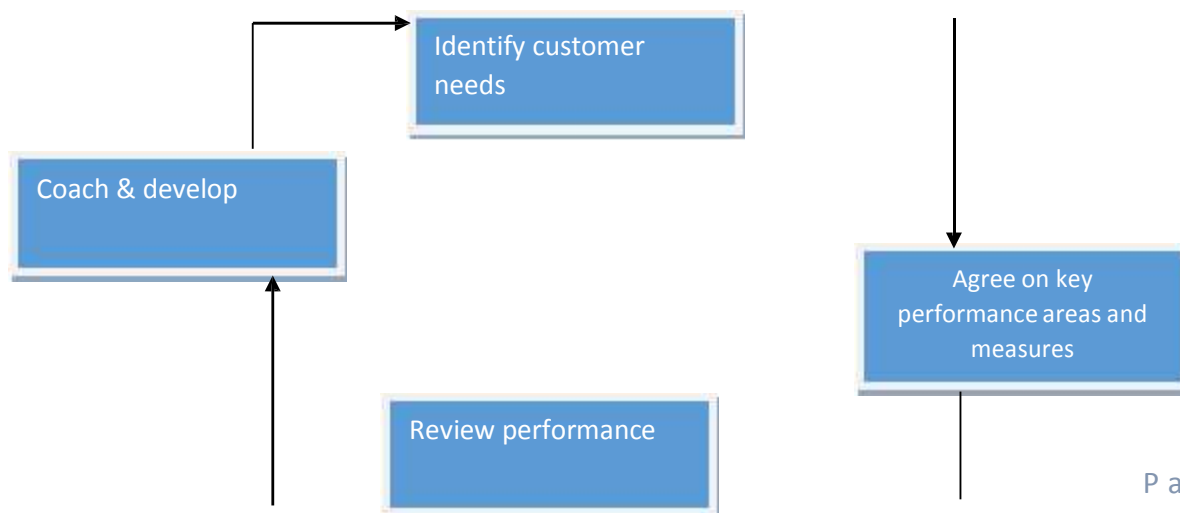 Identify customer
needs
Coach & develop
Agree on key
performance areas and
measures
Review performance
P a